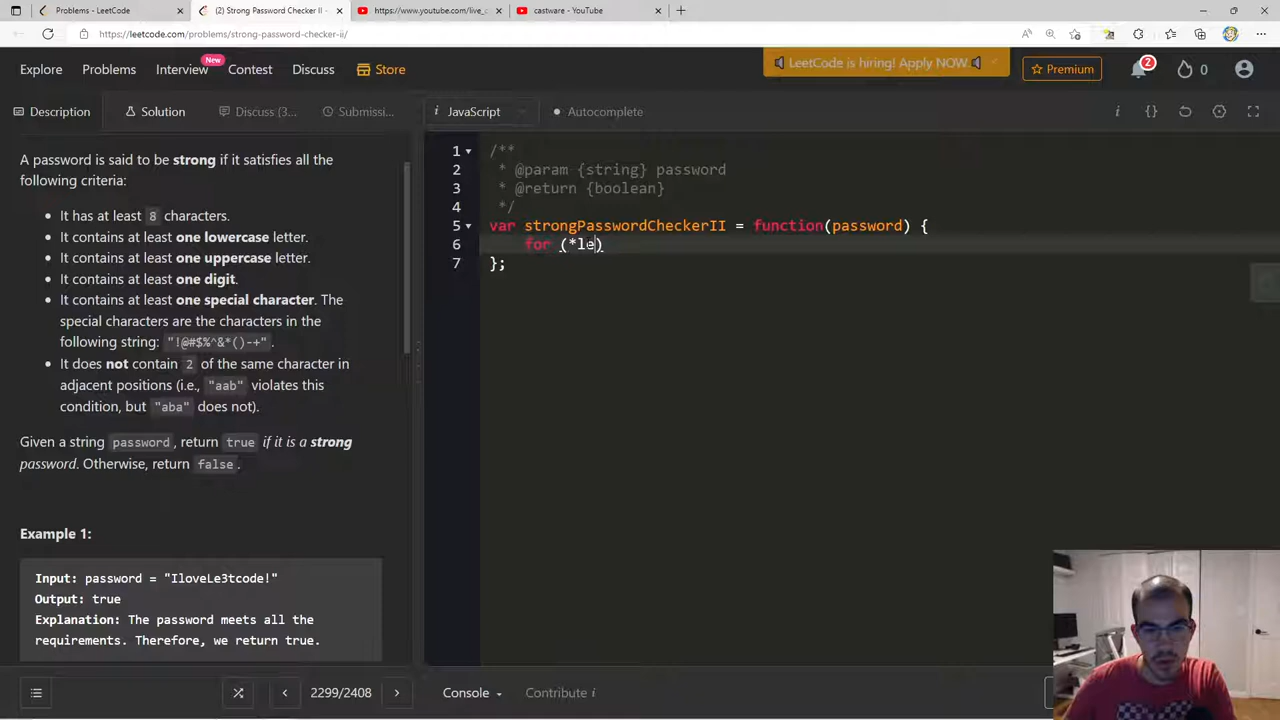 Problems - LeetCode
(2) Strong Password Checker II -
https://www.youtube.com/live_c
castware - YouTube
https://leetcode.com/problems/strong-password-checker-ii/
Explore
Problems
Interview
New
Contest
Discuss
Store
LeetCode is hiring! Apply NOW
Premium
2
0
Description
Solution
Discuss (3...
Submissi...
i JavaScript
Autocomplete
A password is said to be strong if it satisfies all the
following criteria:
It has at least 8 characters.
It contains at least one lowercase letter.
It contains at least one uppercase letter.
It contains at least one digit.
It contains at least one special character. The
special characters are the characters in the
following string: "!@#$%^&*()-+".
It does not contain 2 of the same character in
adjacent positions (i.e., "aab" violates this
condition, but "aba" does not).
Given a string password, return true if it is a strong
password. Otherwise, return false.
Example 1:
Input: password = "IloveLe3tcode!"
Output: true
Explanation: The password meets all the
requirements. Therefore, we return true.
1 /**
2 * @param {string} password
3 * @return {boolean}
4 */
5 var strongPasswordCheckerII = function(password) {
6 for (*le)
7 };
2299/2408
Console
Contribute i